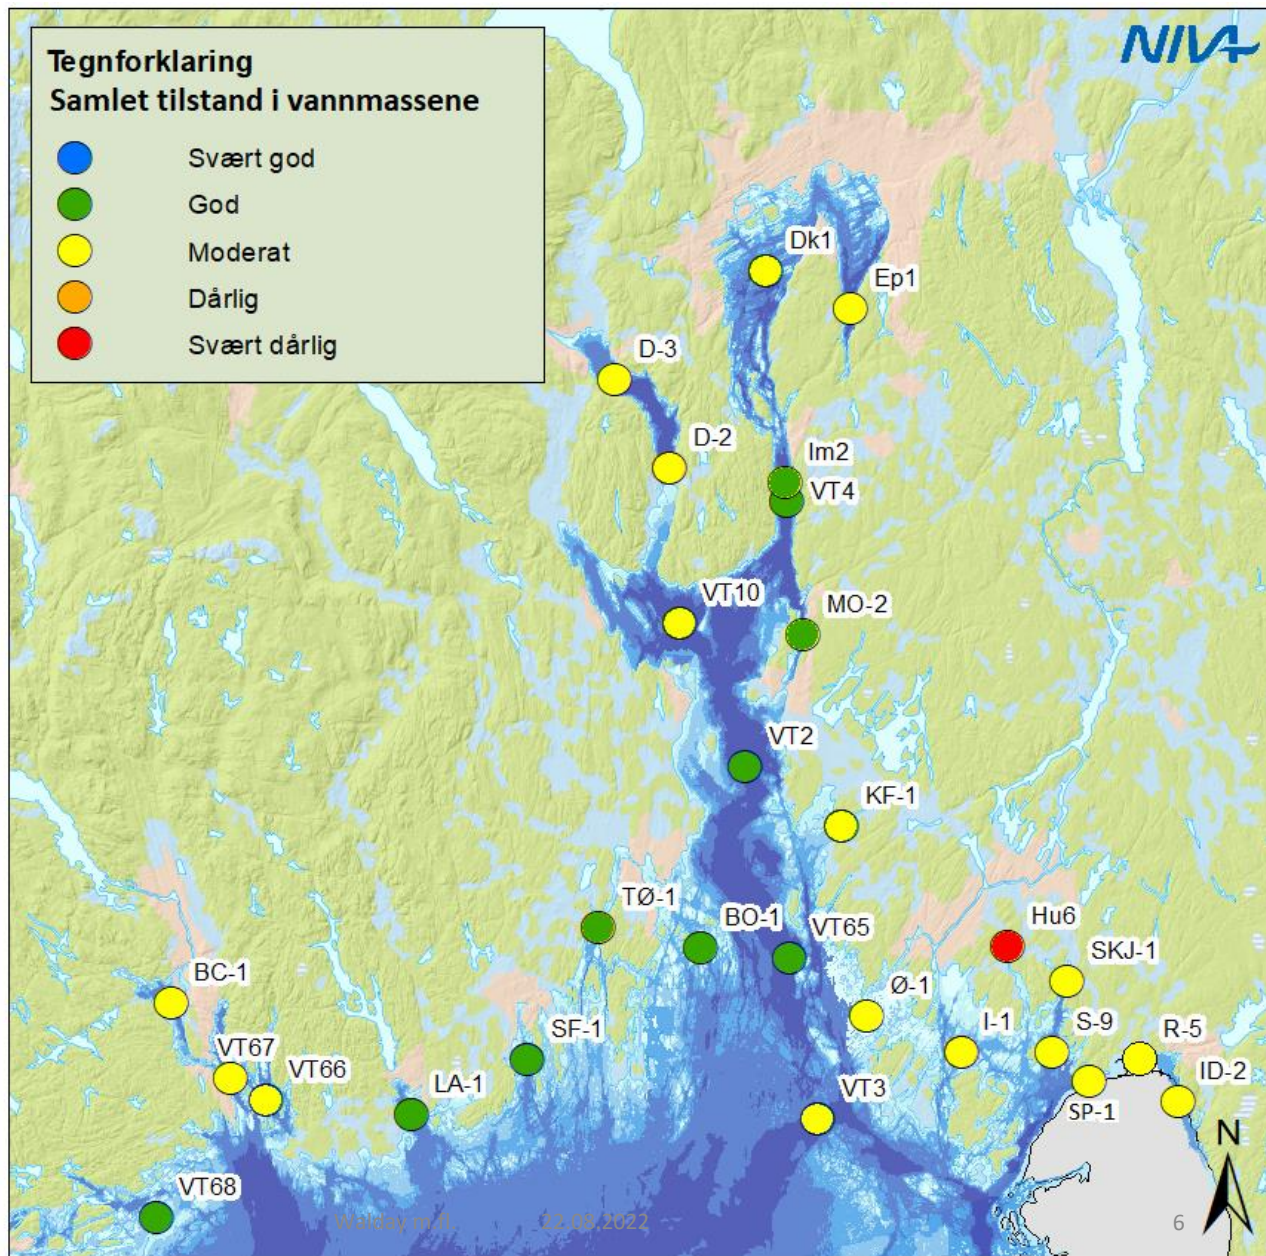 NIVA
Tegnforklaring
Samlet tilstand i vannmassene
Svært god
God
Moderat
Dårlig
Svært dårlig
Dk1
Ep1
D-3
D-2
Im2
VT4
VT10
MO-2
VT2
KF-1
TØ-1
BO-1
VT65
Hu6
SKJ-1
BC-1
Ø-1
I-1
S-9
R-5
SF-1
VT67
VT66
LA-1
VT3
ID-2
SP-1
N
VT68
Walday m.fl.
22.08.2022
6